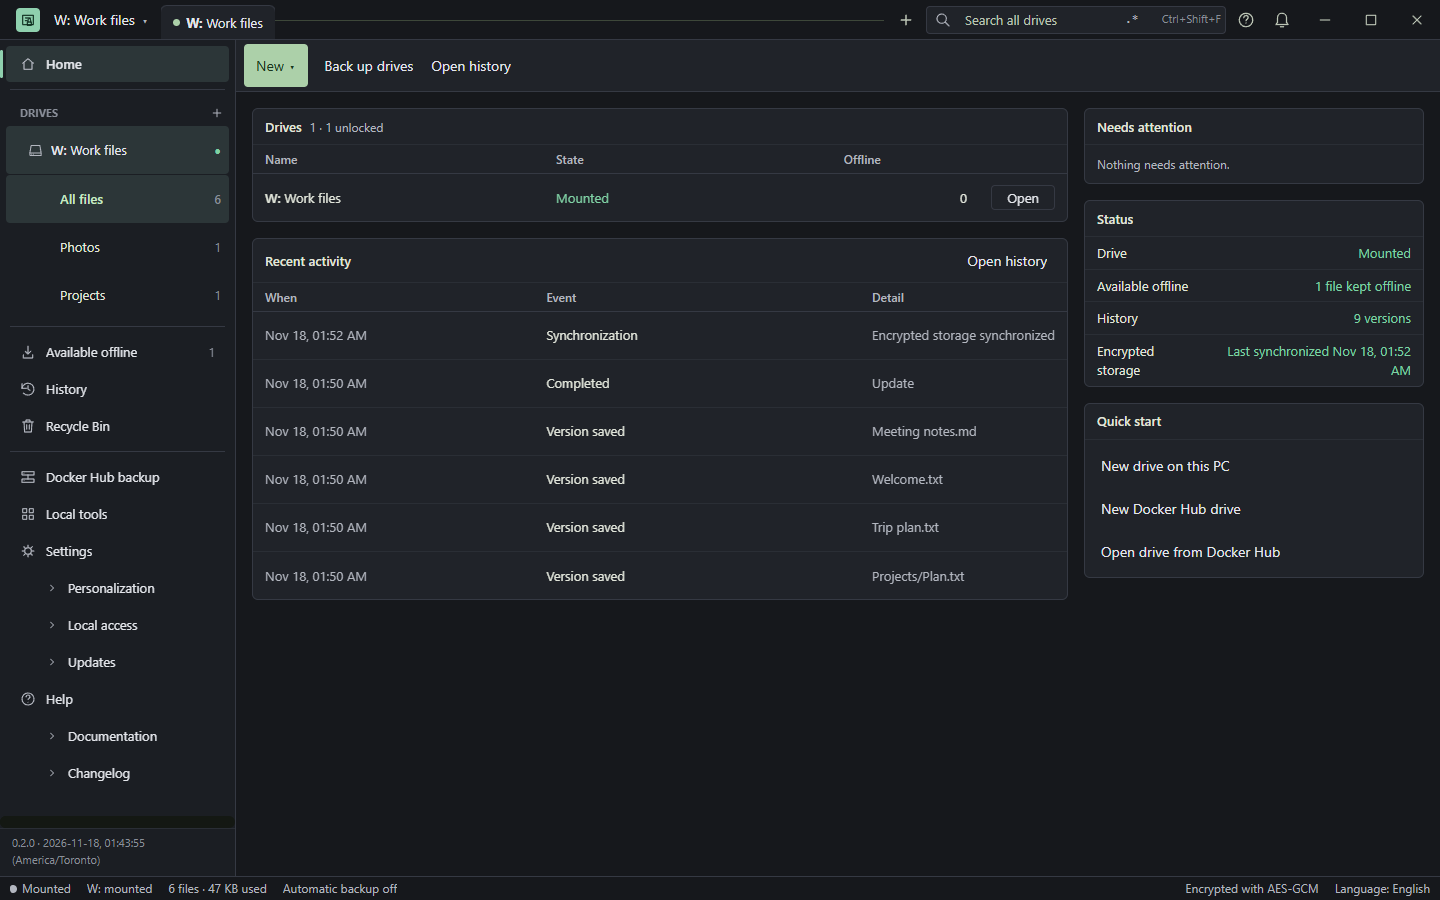 W: Work files
W: Work files
Search all drives .* Ctrl+Shift+F
Home
DRIVES
W: Work files
All files 6
Photos 1
Projects 1
Available offline 1
History
Recycle Bin
Docker Hub backup
Local tools
Settings
Personalization
Local access
Updates
Help
Documentation
Changelog
0.2.0 · 2026-11-18, 01:43:55
(America/Toronto)
New Back up drives Open history
Drives 1 · 1 unlocked
Name State Offline
W: Work files Mounted 0 Open
Recent activity Open history
When Event Detail
Nov 18, 01:52 AM Synchronization Encrypted storage synchronized
Nov 18, 01:50 AM Completed Update
Nov 18, 01:50 AM Version saved Meeting notes.md
Nov 18, 01:50 AM Version saved Welcome.txt
Nov 18, 01:50 AM Version saved Trip plan.txt
Nov 18, 01:50 AM Version saved Projects/Plan.txt
Needs attention
Nothing needs attention.
Status
Drive Mounted
Available offline 1 file kept offline
History 9 versions
Encrypted storage Last synchronized Nov 18, 01:52 AM
Quick start
New drive on this PC
New Docker Hub drive
Open drive from Docker Hub
Mounted W: mounted 6 files · 47 KB used Automatic backup off Encrypted with AES-GCM Language: English